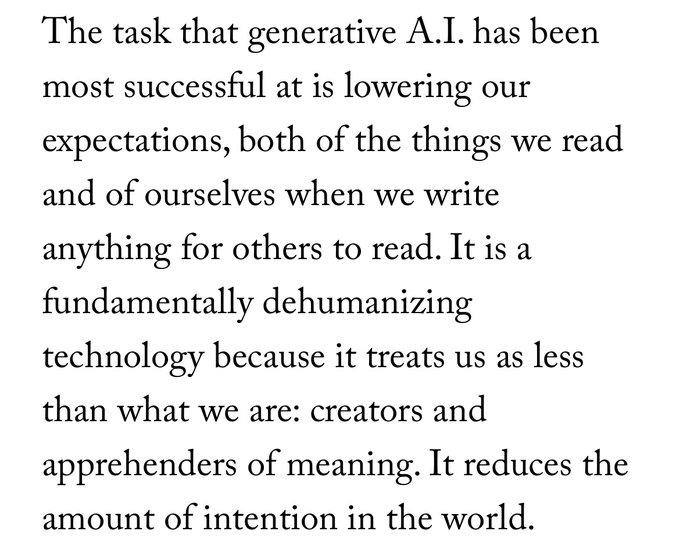 The task that generative A.I. has been
most successful at is lowering our
expectations, both of the things we read
and of ourselves when we write
anything for others to read. It is a
fundamentally dehumanizing
technology because it treats us as less
than what we are: creators and
apprehenders of meaning. It reduces the
amount of intention in the world.